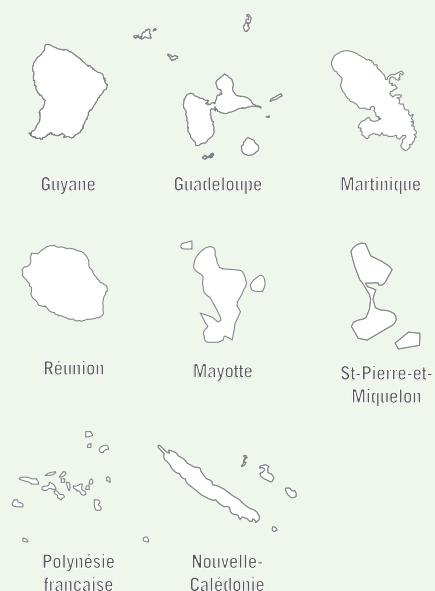 Guyane
Guadeloupe
Martinique
Réunion
Mayotte
St-Pierre-et-
Miquelon
Polynésie
française
Nouvelle-
Calédonie